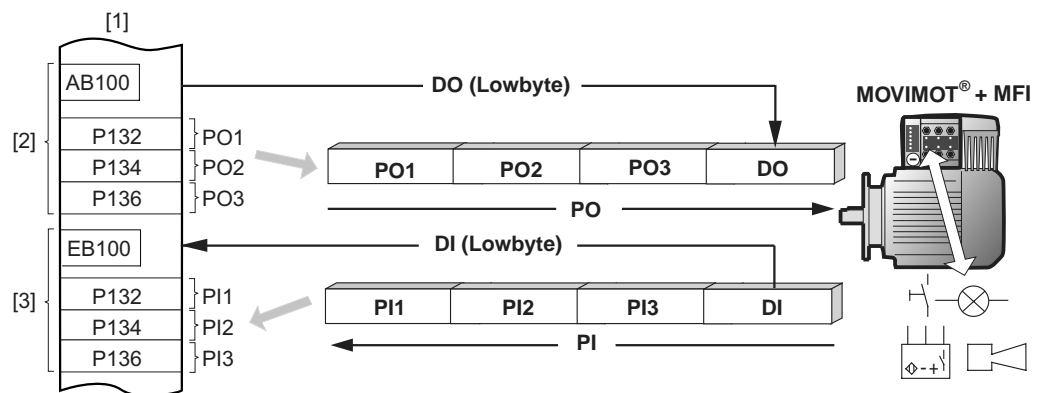 [1]
AB100
DO (Lowbyte)
MOVIMOT® + MFI
[2]
P132
PO1
P134
PO2
P136
PO3
PO1
PO2
PO3
DO
PO
EB100
DI (Lowbyte)
[3]
P132
PI1
P134
PI2
P136
PI3
PI1
PI2
PI3
DI
PI